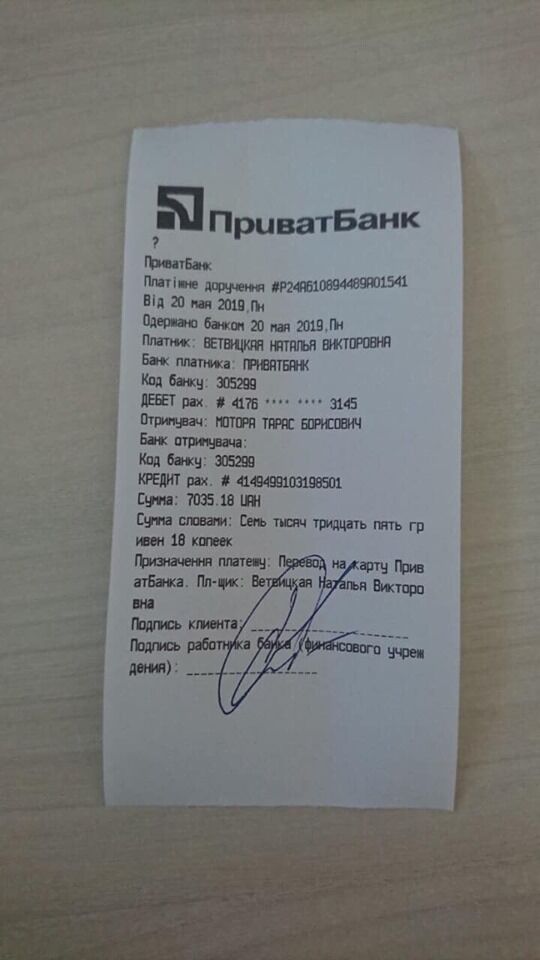 ПриватБанк
?
ПриватБанк
Платіжне доручення #P24A610894489A01541
Від 20 мая 2019,Пн
Одержано банком 20 мая 2019,Пн
Платник: ВЕТВИЦКАЯ НАТАЛЬЯ ВИКТОРОВНА
Банк платника: ПРИВАТБАНК
Код банку: 305299
ДЕБЕТ рах. # 4176 **** **** 3145
Отримувач: МОТОРА ТАРАС БОРИСОВИЧ
Банк отримувача:
Код банку: 305299
КРЕДИТ рах. # 4149499103198501
Сумма: 7035.18 UAH
Сумма словами: Семь тысяч тридцать пять гр
ивен 18 копеек
Призначення платежу: Перевод на карту Прив
атБанка. Пл-щик: Ветвицкая Наталья Викторо
вна
Подпись клиента: ____________________
Подпись работника банка (финансового учреж
дения): ________________